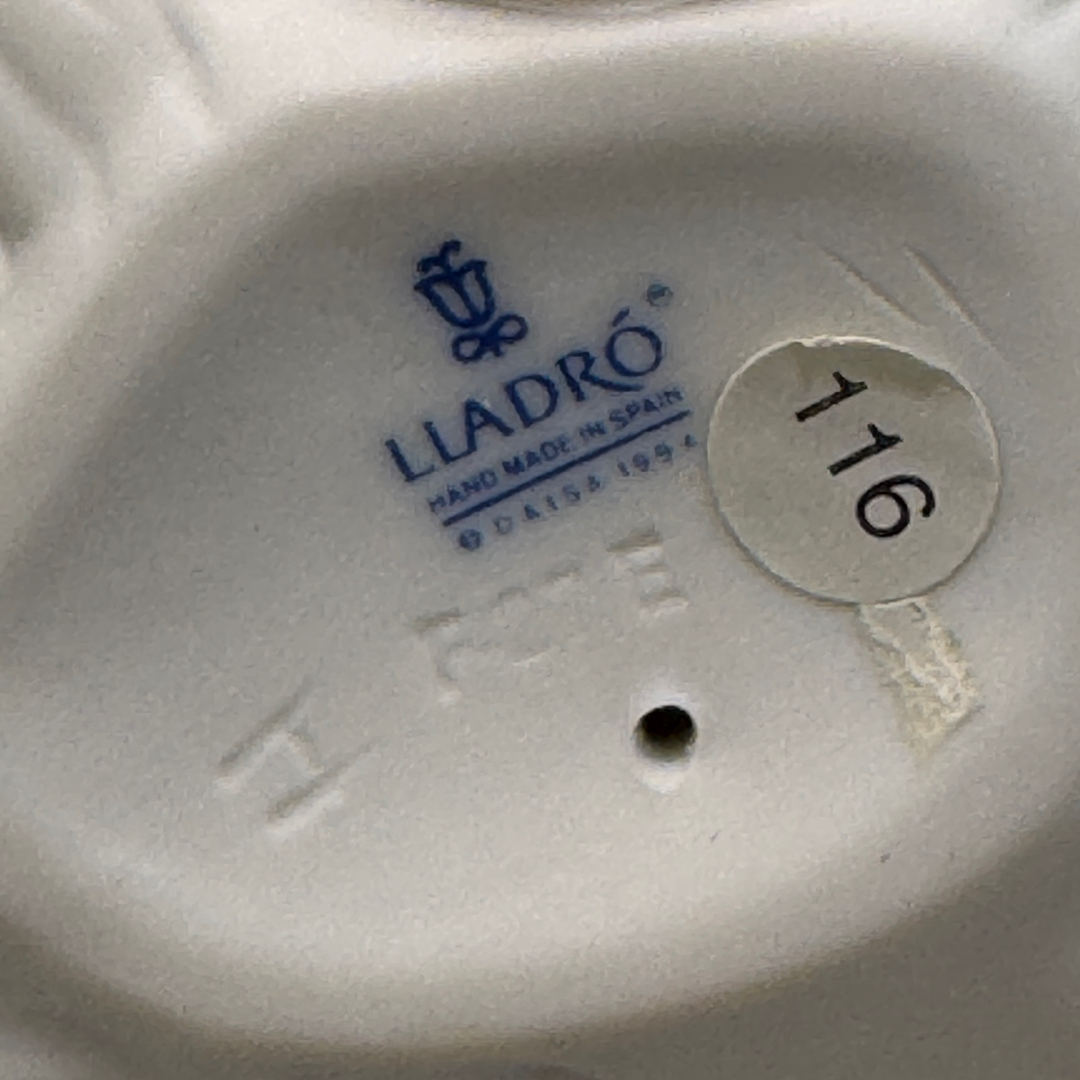 LLADRÓ®
HAND MADE IN SPAIN
© DAISA 1994
116